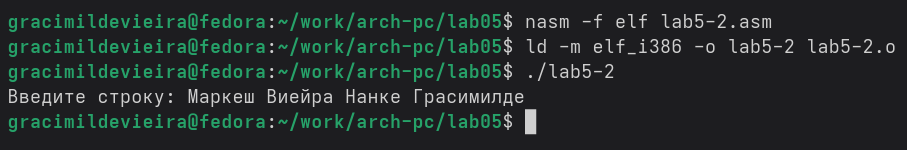 gracimildevieira@fedora:~/work/arch-pc/lab05$ nasm -f elf lab5-2.asm
gracimildevieira@fedora:~/work/arch-pc/lab05$ ld -m elf_i386 -o lab5-2 lab5-2.o
gracimildevieira@fedora:~/work/arch-pc/lab05$ ./lab5-2
Введите строку: Маркеш Виейра Нанке Грасимилде
gracimildevieira@fedora:~/work/arch-pc/lab05$